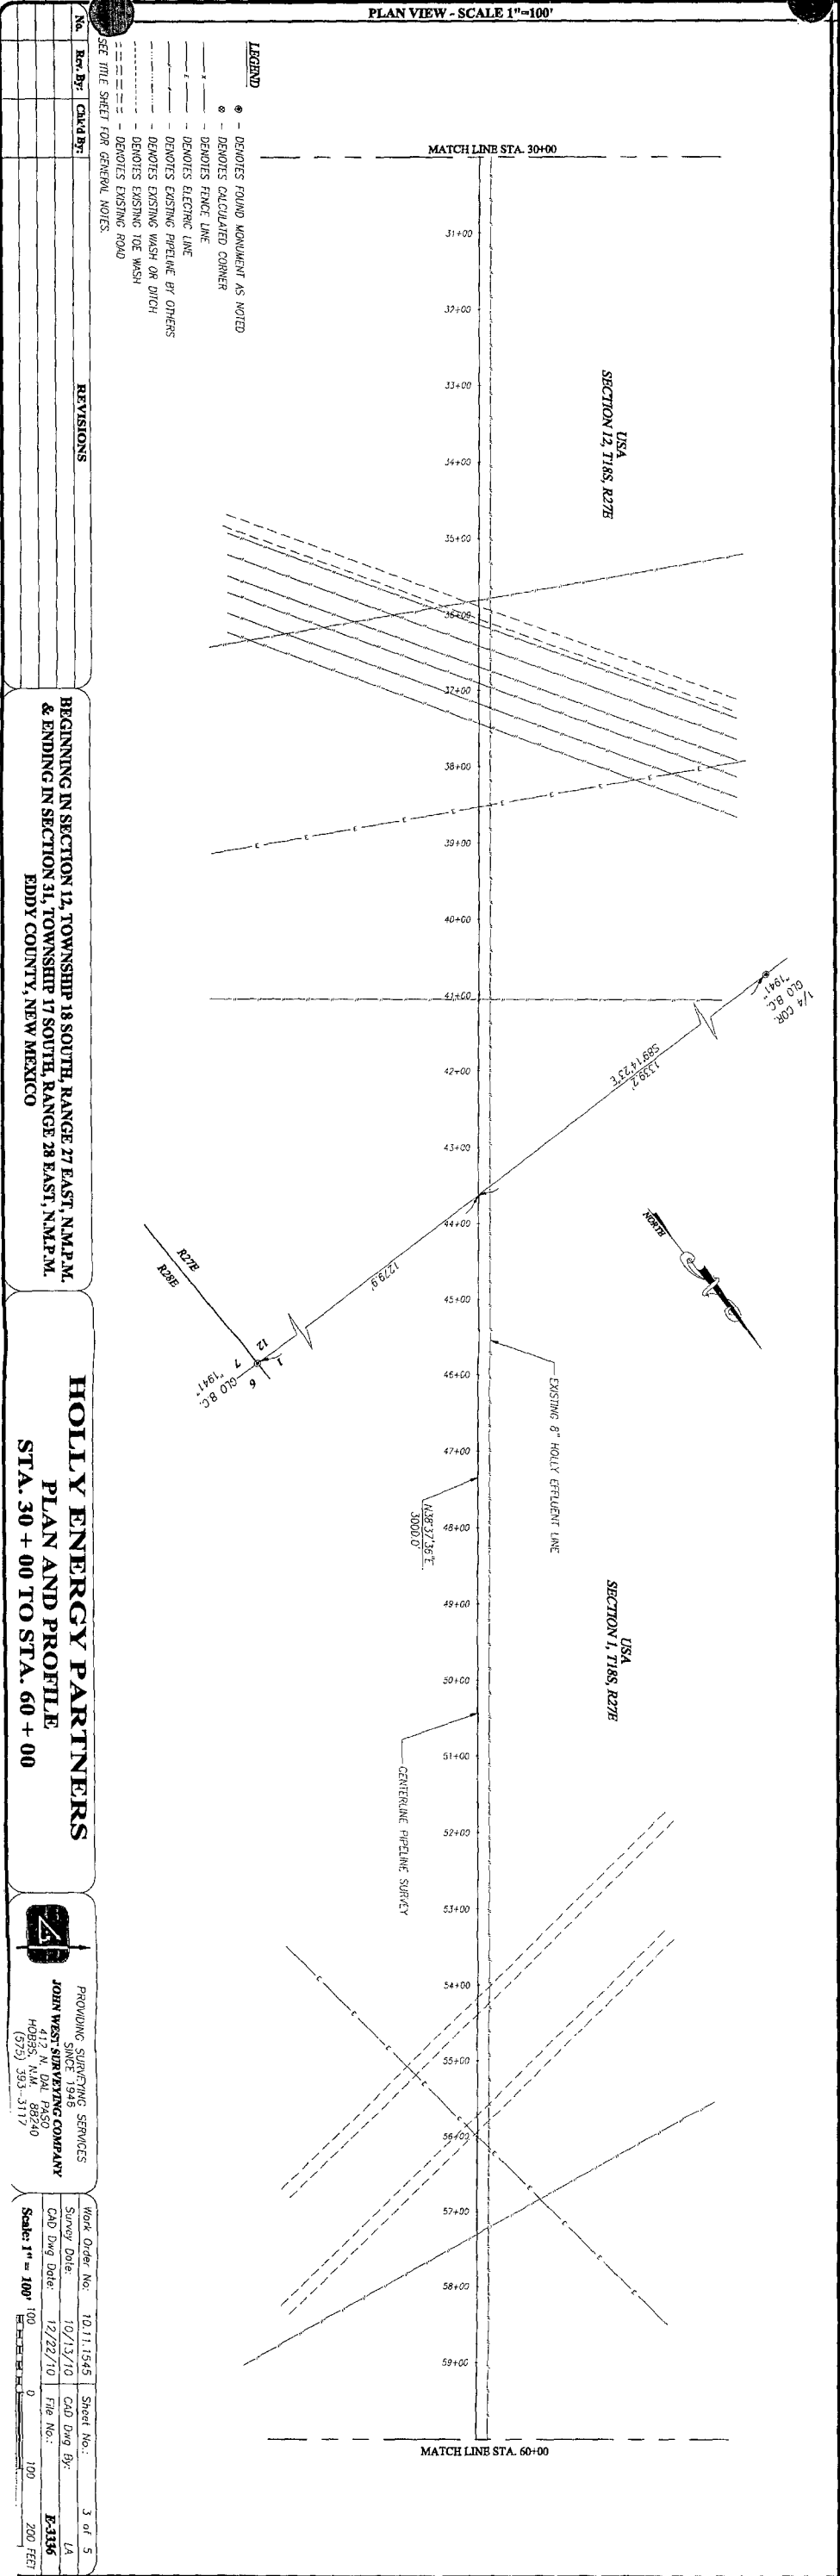 PLAN VIEW - SCALE 1"=100'
LEGEND
– DENOTES FOUND MONUMENT AS NOTED
– DENOTES CALCULATED CORNER
– DENOTES FENCE LINE
– DENOTES ELECTRIC LINE
– DENOTES EXISTING PIPELINE BY OTHERS
– DENOTES EXISTING WASH OR DITCH
– DENOTES EXISTING TOE WASH
– DENOTES EXISTING ROAD
SEE TITLE SHEET FOR GENERAL NOTES.
MATCH LINE STA. 30+00
31+00
32+00
33+00
34+00
35+00
36+00
37+00
38+00
39+00
40+00
41+00
42+00
43+00
44+00
45+00
46+00
47+00
48+00
49+00
50+00
51+00
52+00
53+00
54+00
55+00
56+00
57+00
58+00
59+00
MATCH LINE STA. 60+00
USA
SECTION 12, T18S, R27E
1/4 COR.
GLO B.C.
"1941"
1339.2'
S89°14'23"E
1279.9'
NORTH
R27E
R28E
12
1
7
6
GLO B.C.
"1941"
EXISTING 8" HOLLY EFFLUENT LINE
N38°37'36"E
3000.0'
USA
SECTION 1, T18S, R27E
CENTERLINE PIPELINE SURVEY
No.
Rev. By:
Chk'd By:
REVISIONS
BEGINNING IN SECTION 12, TOWNSHIP 18 SOUTH, RANGE 27 EAST, N.M.P.M.
& ENDING IN SECTION 31, TOWNSHIP 17 SOUTH, RANGE 28 EAST, N.M.P.M.
EDDY COUNTY, NEW MEXICO
HOLLY ENERGY PARTNERS
PLAN AND PROFILE
STA. 30 + 00 TO STA. 60 + 00
PROVIDING SURVEYING SERVICES
SINCE 1946
JOHN WEST SURVEYING COMPANY
412 N. DAL PASO
HOBBS, N.M. 88240
(575) 393-3117
Work Order No: 10.11.1545 Sheet No.: 3 of 5
Survey Date: 10/13/10 CAD Dwg By: LA
CAD Dwg Date: 12/22/10 File No.: E-3336
Scale: 1" = 100' 100 0 100 200 FEET